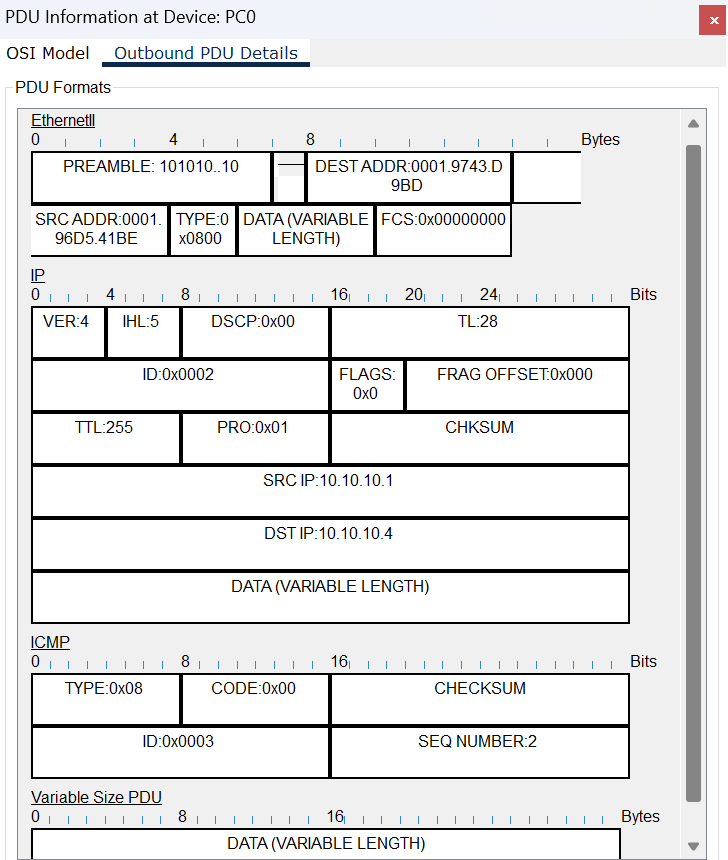 PDU Information at Device: PC0
OSI Model Outbound PDU Details
PDU Formats
EthernetII
0 4 8 Bytes
PREAMBLE: 101010..10 DEST ADDR:0001.9743.D
9BD
SRC ADDR:0001. TYPE:0 DATA (VARIABLE FCS:0x00000000
96D5.41BE x0800 LENGTH)
IP
0 4 8 16 20 24 Bits
VER:4 IHL:5 DSCP:0x00 TL:28
ID:0x0002 FLAGS: FRAG OFFSET:0x000
0x0
TTL:255 PRO:0x01 CHKSUM
SRC IP:10.10.10.1
DST IP:10.10.10.4
DATA (VARIABLE LENGTH)
ICMP
0 8 16 Bits
TYPE:0x08 CODE:0x00 CHECKSUM
ID:0x0003 SEQ NUMBER:2
Variable Size PDU
0 8 16 Bytes
DATA (VARIABLE LENGTH)